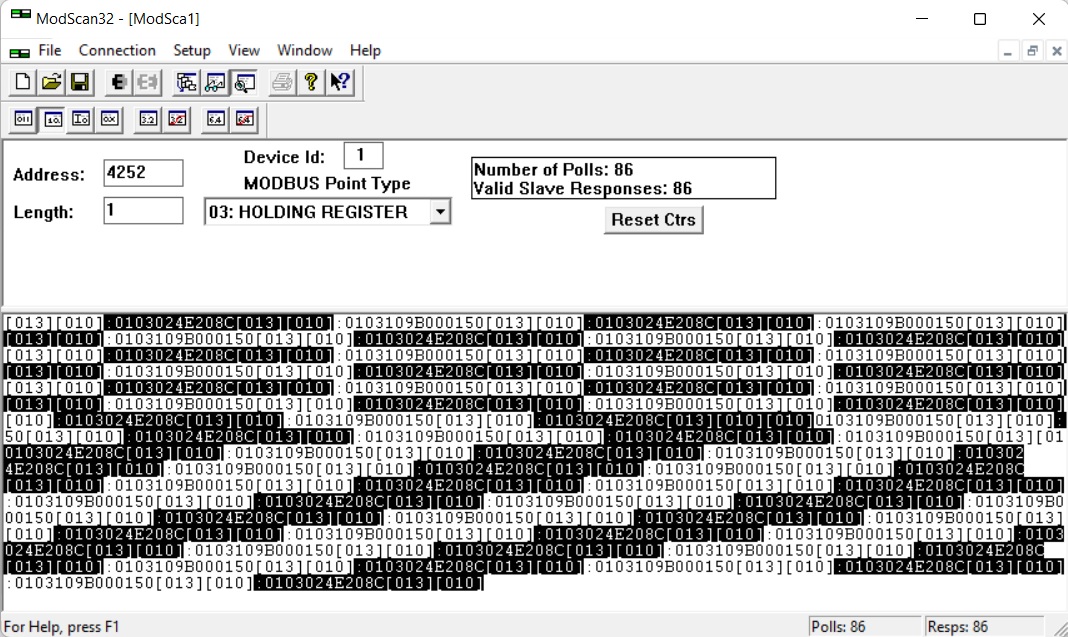 ModScan32 - [ModSca1]
File Connection Setup View Window Help
Device Id: 1
Address: 4252
MODBUS Point Type
Length: 1
03: HOLDING REGISTER
Number of Polls: 86
Valid Slave Responses: 86
Reset Ctrs
[013][010]:0103024E208C[013][010]:0103109B000150[013][010]:0103024E208C[013][010]:0103109B000150[013][010]
[013][010]:0103109B000150[013][010]:0103024E208C[013][010]:0103109B000150[013][010]:0103024E208C[013][010]
[013][010]:0103024E208C[013][010]:0103109B000150[013][010]:0103024E208C[013][010]:0103109B000150[013][010]
[013][010]:0103109B000150[013][010]:0103024E208C[013][010]:0103109B000150[013][010]:0103024E208C[013][010]
[013][010]:0103024E208C[013][010]:0103109B000150[013][010]:0103024E208C[013][010]:0103109B000150[013][010]
[013][010]:0103109B000150[013][010]:0103024E208C[013][010]:0103109B000150[013][010]:0103024E208C[013][010]
[010]:0103024E208C[013][010]:0103109B000150[013][010]:0103024E208C[013][010][010]0103109B000150[013][010]:
50[013][010]:0103024E208C[013][010]:0103109B000150[013][010]:0103024E208C[013][010]:0103109B000150[013][01
0103024E208C[013][010]:0103109B000150[013][010]:0103024E208C[013][010]:0103109B000150[013][010]:010302
4E208C[013][010]:0103109B000150[013][010]:0103024E208C[013][010]:0103109B000150[013][010]:0103024E208C
[013][010]:0103109B000150[013][010]:0103024E208C[013][010]:0103109B000150[013][010]:0103024E208C[013][010]
:0103109B000150[013][010]:0103024E208C[013][010]:0103109B000150[013][010]:0103024E208C[013][010]:0103109B0
00150[013][010]:0103024E208C[013][010]:0103109B000150[013][010]:0103024E208C[013][010]:0103109B000150[013]
[010]:0103024E208C[013][010]:0103109B000150[013][010]:0103024E208C[013][010]:0103109B000150[013][010]:0103
024E208C[013][010]:0103109B000150[013][010]:0103024E208C[013][010]:0103109B000150[013][010]:0103024E208C
[013][010]:0103109B000150[013][010]:0103024E208C[013][010]:0103109B000150[013][010]:0103024E208C[013][010]
:0103109B000150[013][010]:0103024E208C[013][010]
For Help, press F1
Polls: 86
Resps: 86